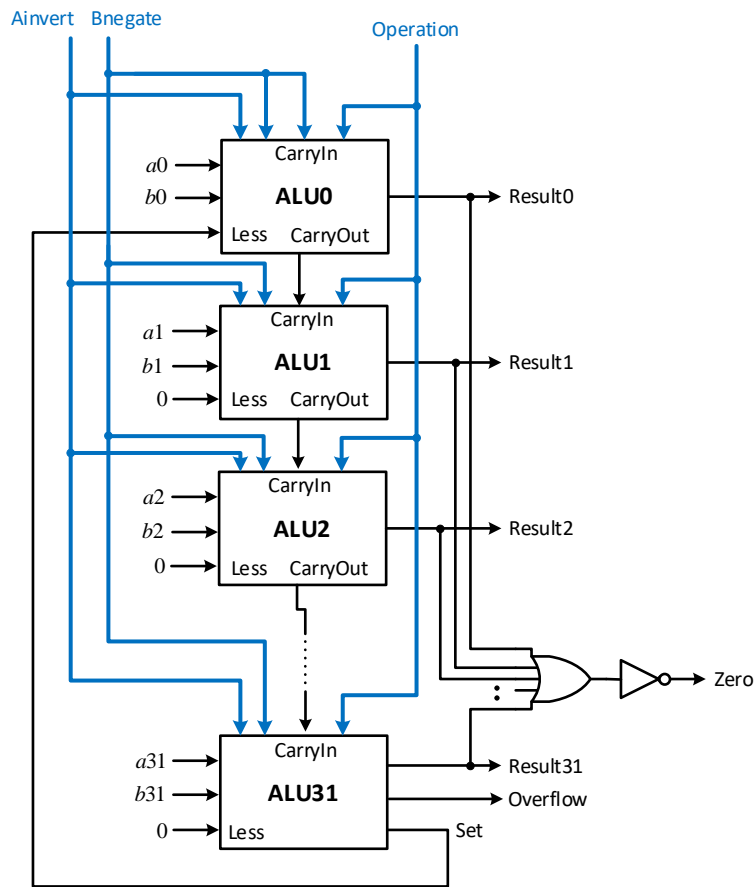 Ainvert Bnegate Operation
CarryIn
a0
ALU0
b0
Result0
Less CarryOut
CarryIn
a1
ALU1
b1
Result1
0
Less CarryOut
CarryIn
a2
ALU2
b2
Result2
0
Less CarryOut
Zero
CarryIn
a31
Result31
ALU31
b31
Overflow
0
Less
Set